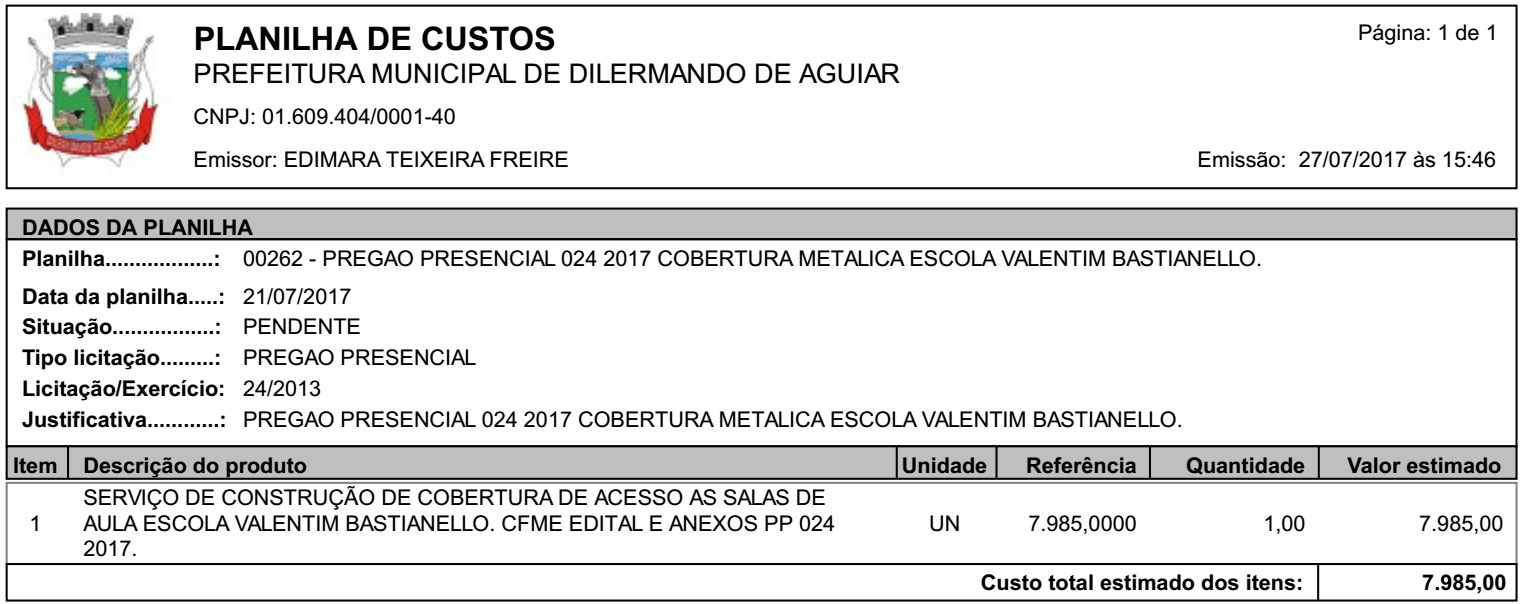 PLANILHA DE CUSTOS
Página: 1 de 1
PREFEITURA MUNICIPAL DE DILERMANDO DE AGUIAR
CNPJ: 01.609.404/0001-40
Emissor: EDIMARA TEIXEIRA FREIRE
Emissão: 27/07/2017 às 15:46
DILERMANDO DE AGUIAR
DADOS DA PLANILHA
Planilha..................: 00262 - PREGAO PRESENCIAL 024 2017 COBERTURA METALICA ESCOLA VALENTIM BASTIANELLO.
Data da planilha.....: 21/07/2017
Situação.................: PENDENTE
Tipo licitação.........: PREGAO PRESENCIAL
Licitação/Exercício: 24/2013
Justificativa............: PREGAO PRESENCIAL 024 2017 COBERTURA METALICA ESCOLA VALENTIM BASTIANELLO.
Item Descrição do produto Unidade Referência Quantidade Valor estimado
SERVIÇO DE CONSTRUÇÃO DE COBERTURA DE ACESSO AS SALAS DE
1 AULA ESCOLA VALENTIM BASTIANELLO. CFME EDITAL E ANEXOS PP 024 UN 7.985,0000 1,00 7.985,00
2017.
Custo total estimado dos itens: 7.985,00